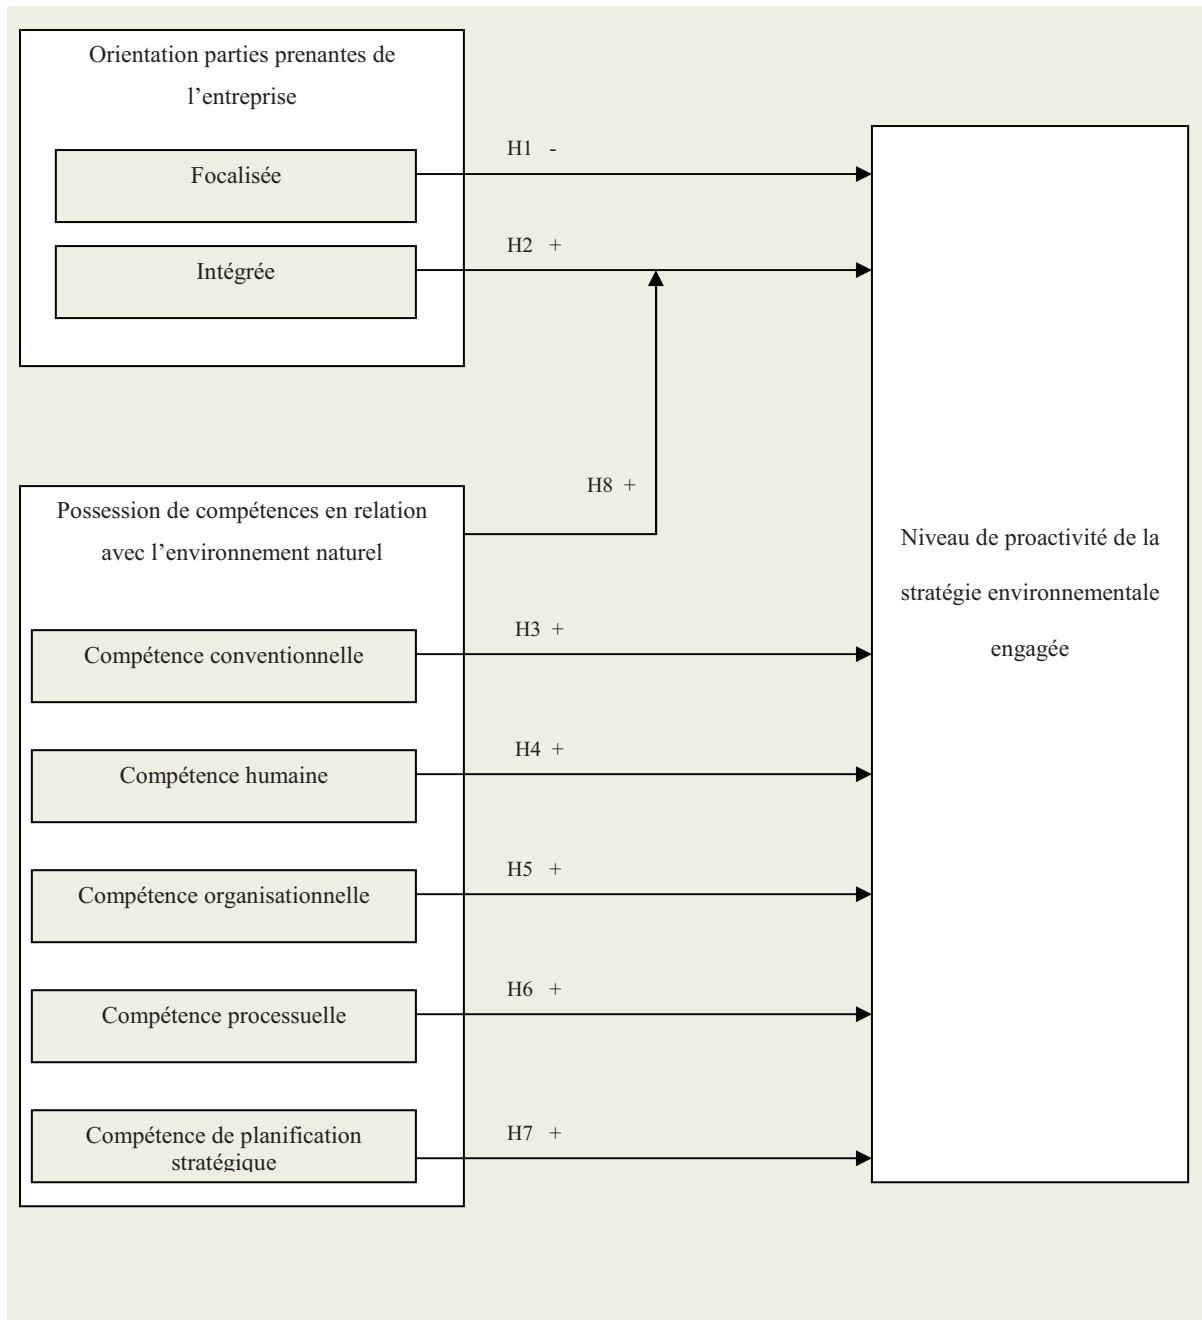 Orientation parties prenantes de
l’entreprise
H1 -
Focalisée
H2 +
Intégrée
H8 +
Possession de compétences en relation
avec l’environnement naturel
Niveau de proactivité de la
stratégie environnementale
engagée
H3 +
Compétence conventionnelle
H4 +
Compétence humaine
H5 +
Compétence organisationnelle
H6 +
Compétence processuelle
H7 +
Compétence de planification
stratégique